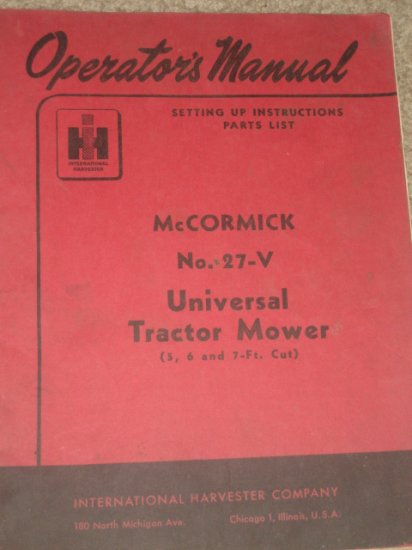 Operator's Manual
SETTING UP INSTRUCTIONS
PARTS LIST
IH
INTERNATIONAL
HARVESTER
McCORMICK
No. 27-V
Universal
Tractor Mower
(5, 6 and 7-Ft. Cut)
INTERNATIONAL HARVESTER COMPANY
180 North Michigan Ave. Chicago 1, Illinois, U.S.A.